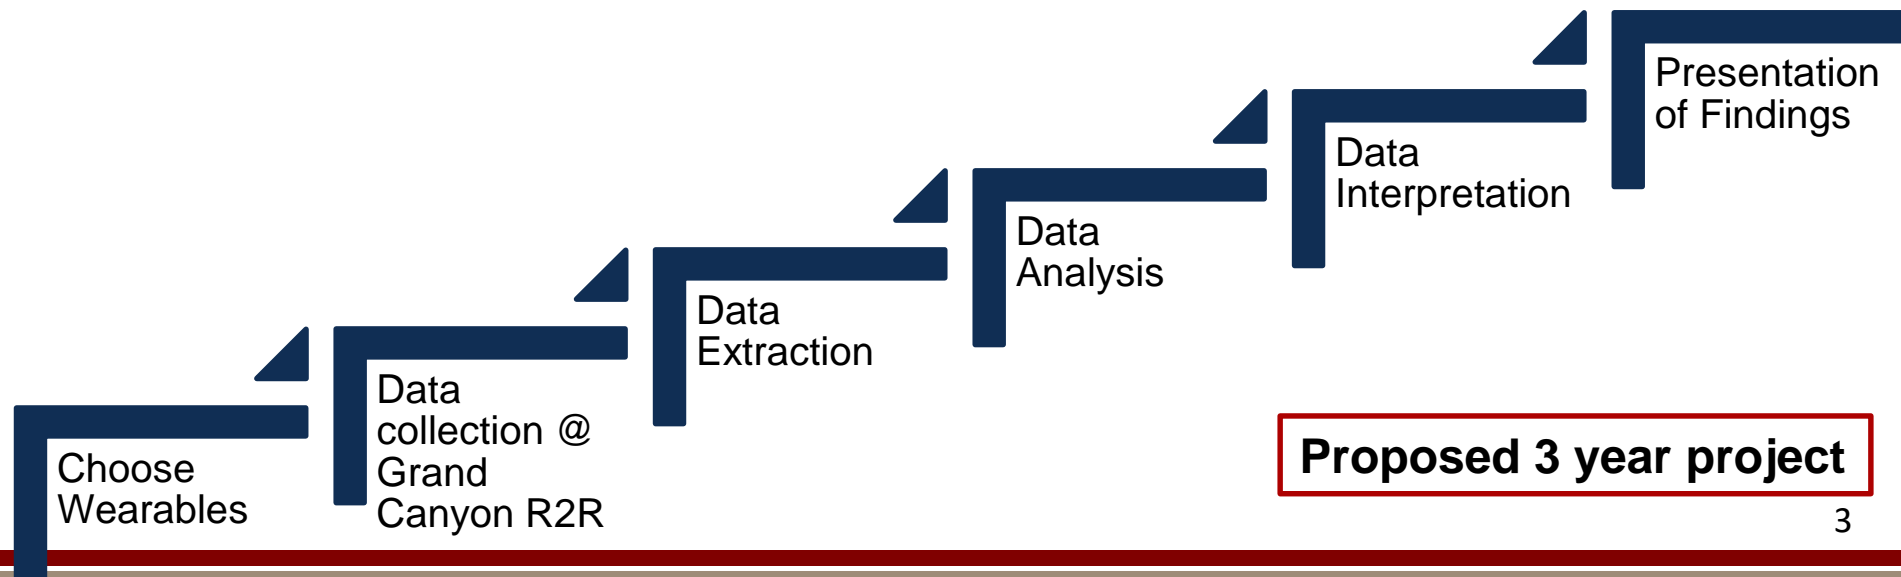 Choose
Wearables
Data
collection @
Grand
Canyon R2R
Data
Extraction
Data
Analysis
Data
Interpretation
Presentation
of Findings
Proposed 3 year project
3